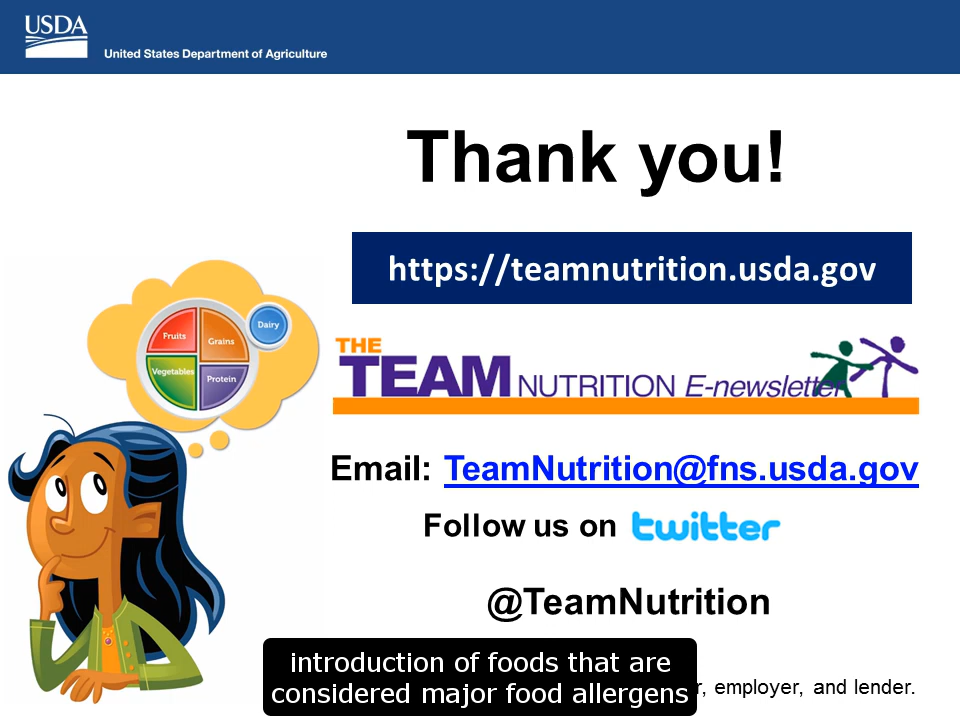 USDA
United States Department of Agriculture
Thank you!
https://teamnutrition.usda.gov
Fruits
Grains
Dairy
Vegetables
Protein
THE
TEAM NUTRITION E-newsletter
Email: TeamNutrition@fns.usda.gov
Follow us on twitter
@TeamNutrition
introduction of foods that are
considered major food allergens
, employer, and lender.